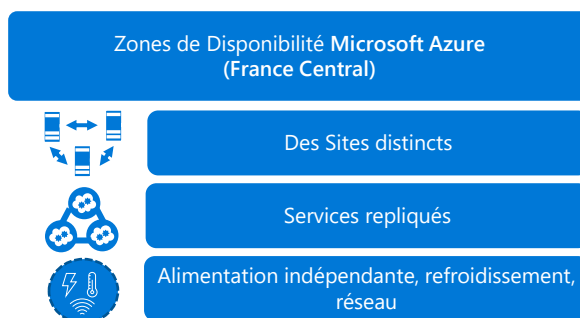 Zones de Disponibilité Microsoft Azure
(France Central)
Des Sites distincts
Services repliqués
Alimentation indépendante, refroidissement,
réseau